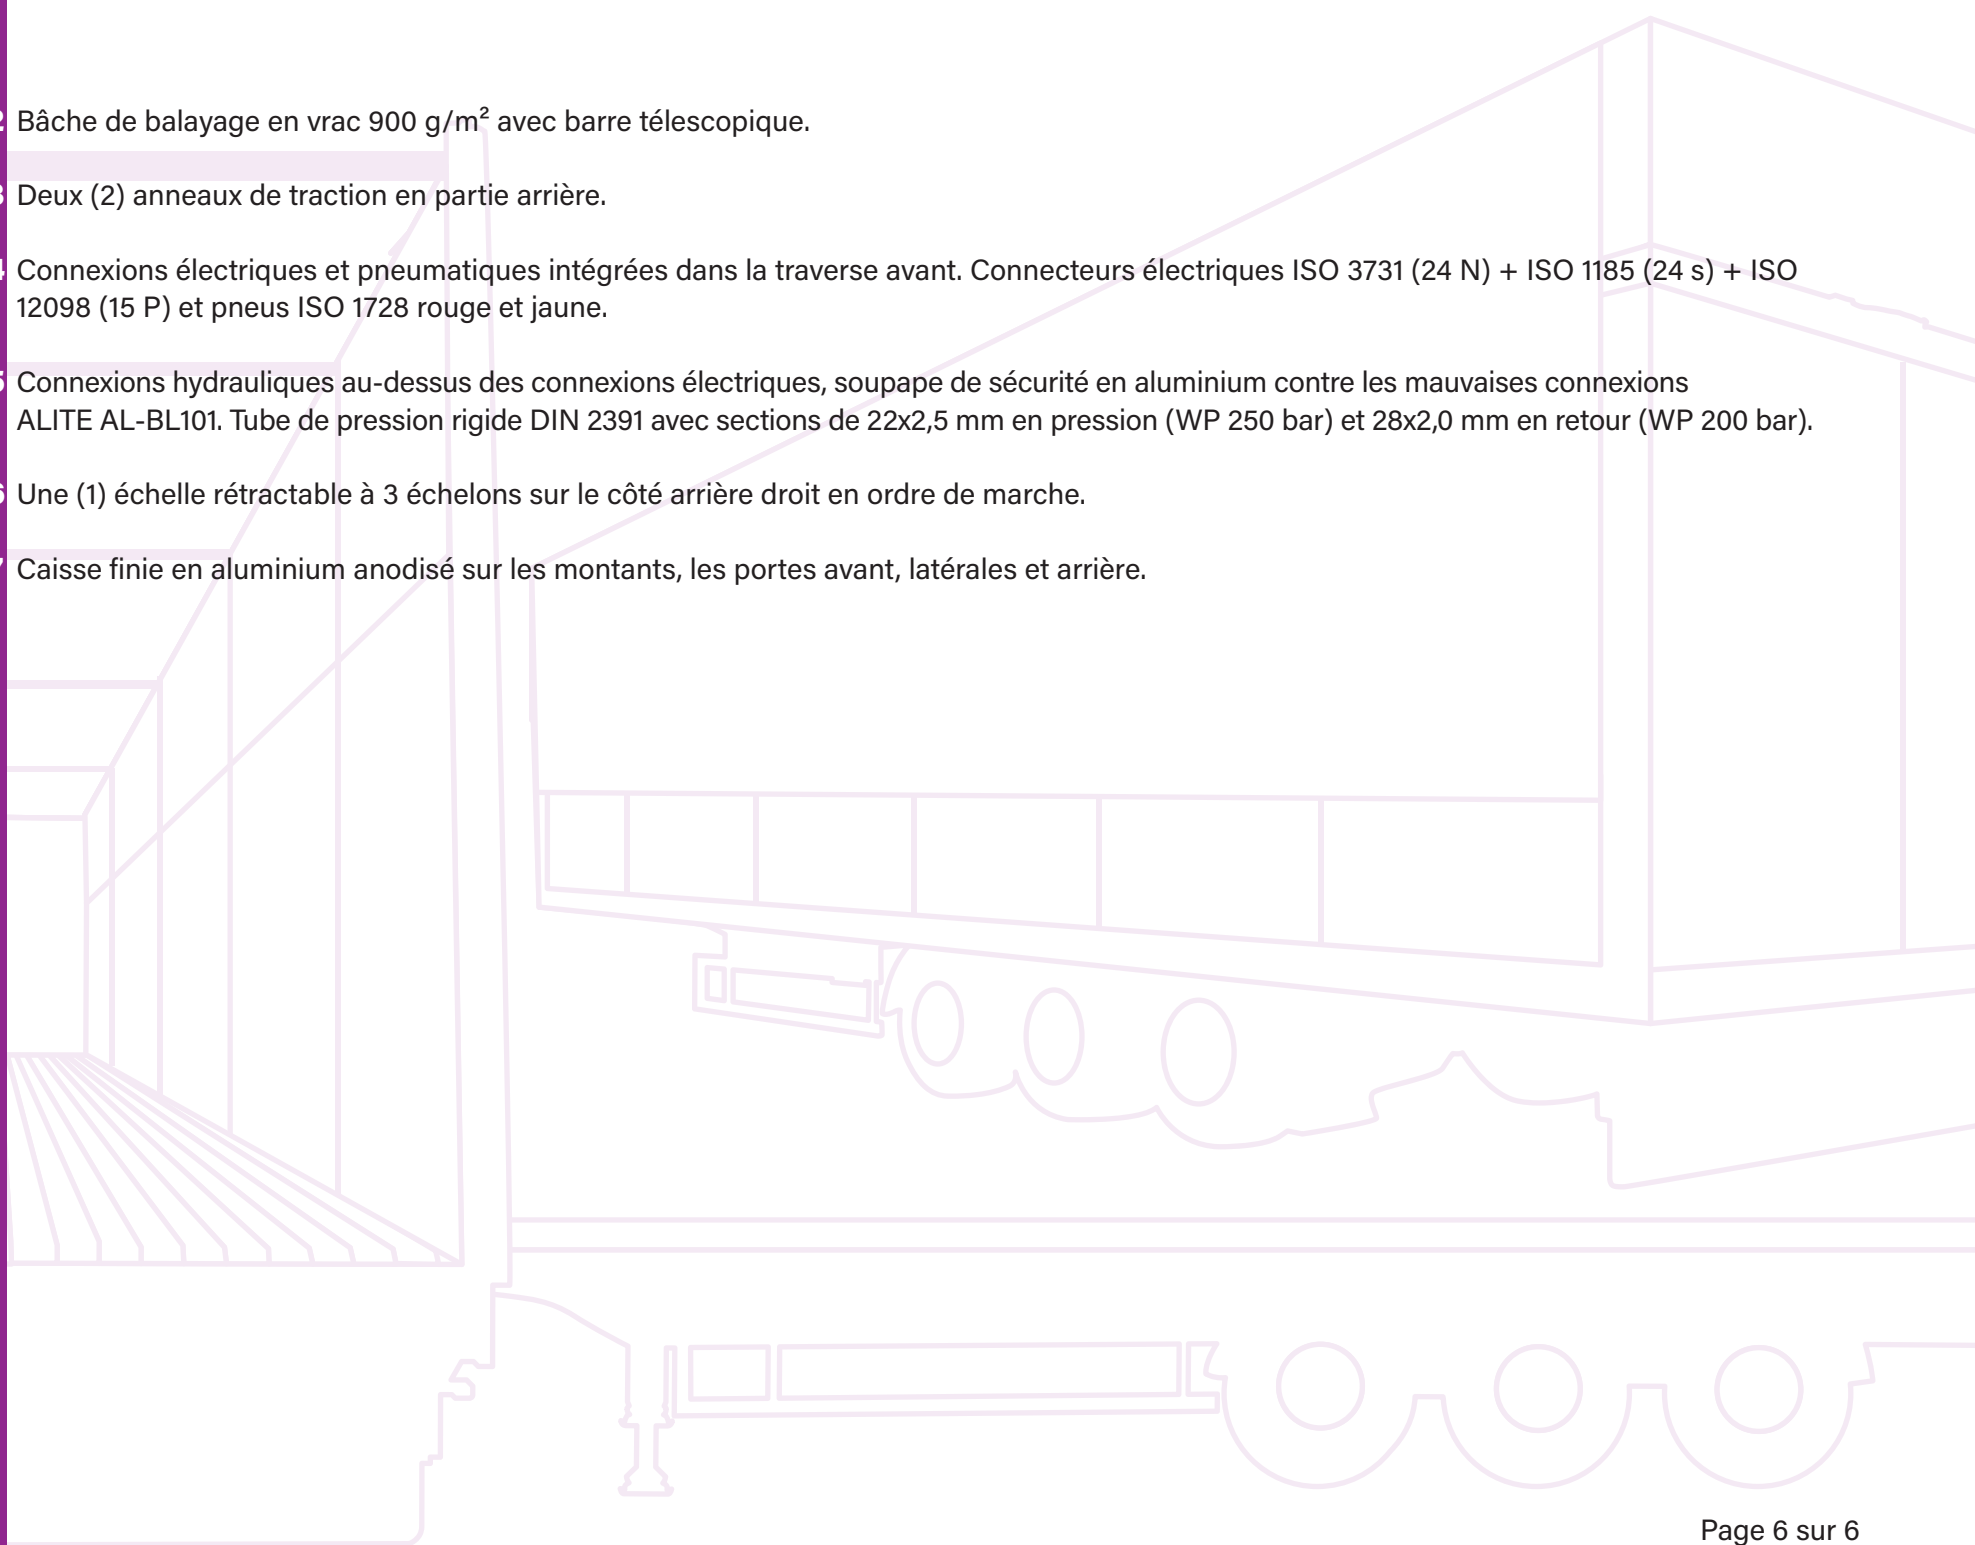 2 Bâche de balayage en vrac 900 g/m² avec barre télescopique.
3 Deux (2) anneaux de traction en partie arrière.
4 Connexions électriques et pneumatiques intégrées dans la traverse avant. Connecteurs électriques ISO 3731 (24 N) + ISO 1185 (24 s) + ISO
12098 (15 P) et pneus ISO 1728 rouge et jaune.
5 Connexions hydrauliques au-dessus des connexions électriques, soupape de sécurité en aluminium contre les mauvaises connexions
ALITE AL-BL101. Tube de pression rigide DIN 2391 avec sections de 22x2,5 mm en pression (WP 250 bar) et 28x2,0 mm en retour (WP 200 bar).
6 Une (1) échelle rétractable à 3 échelons sur le côté arrière droit en ordre de marche.
7 Caisse finie en aluminium anodisé sur les montants, les portes avant, latérales et arrière.
Page 6 sur 6